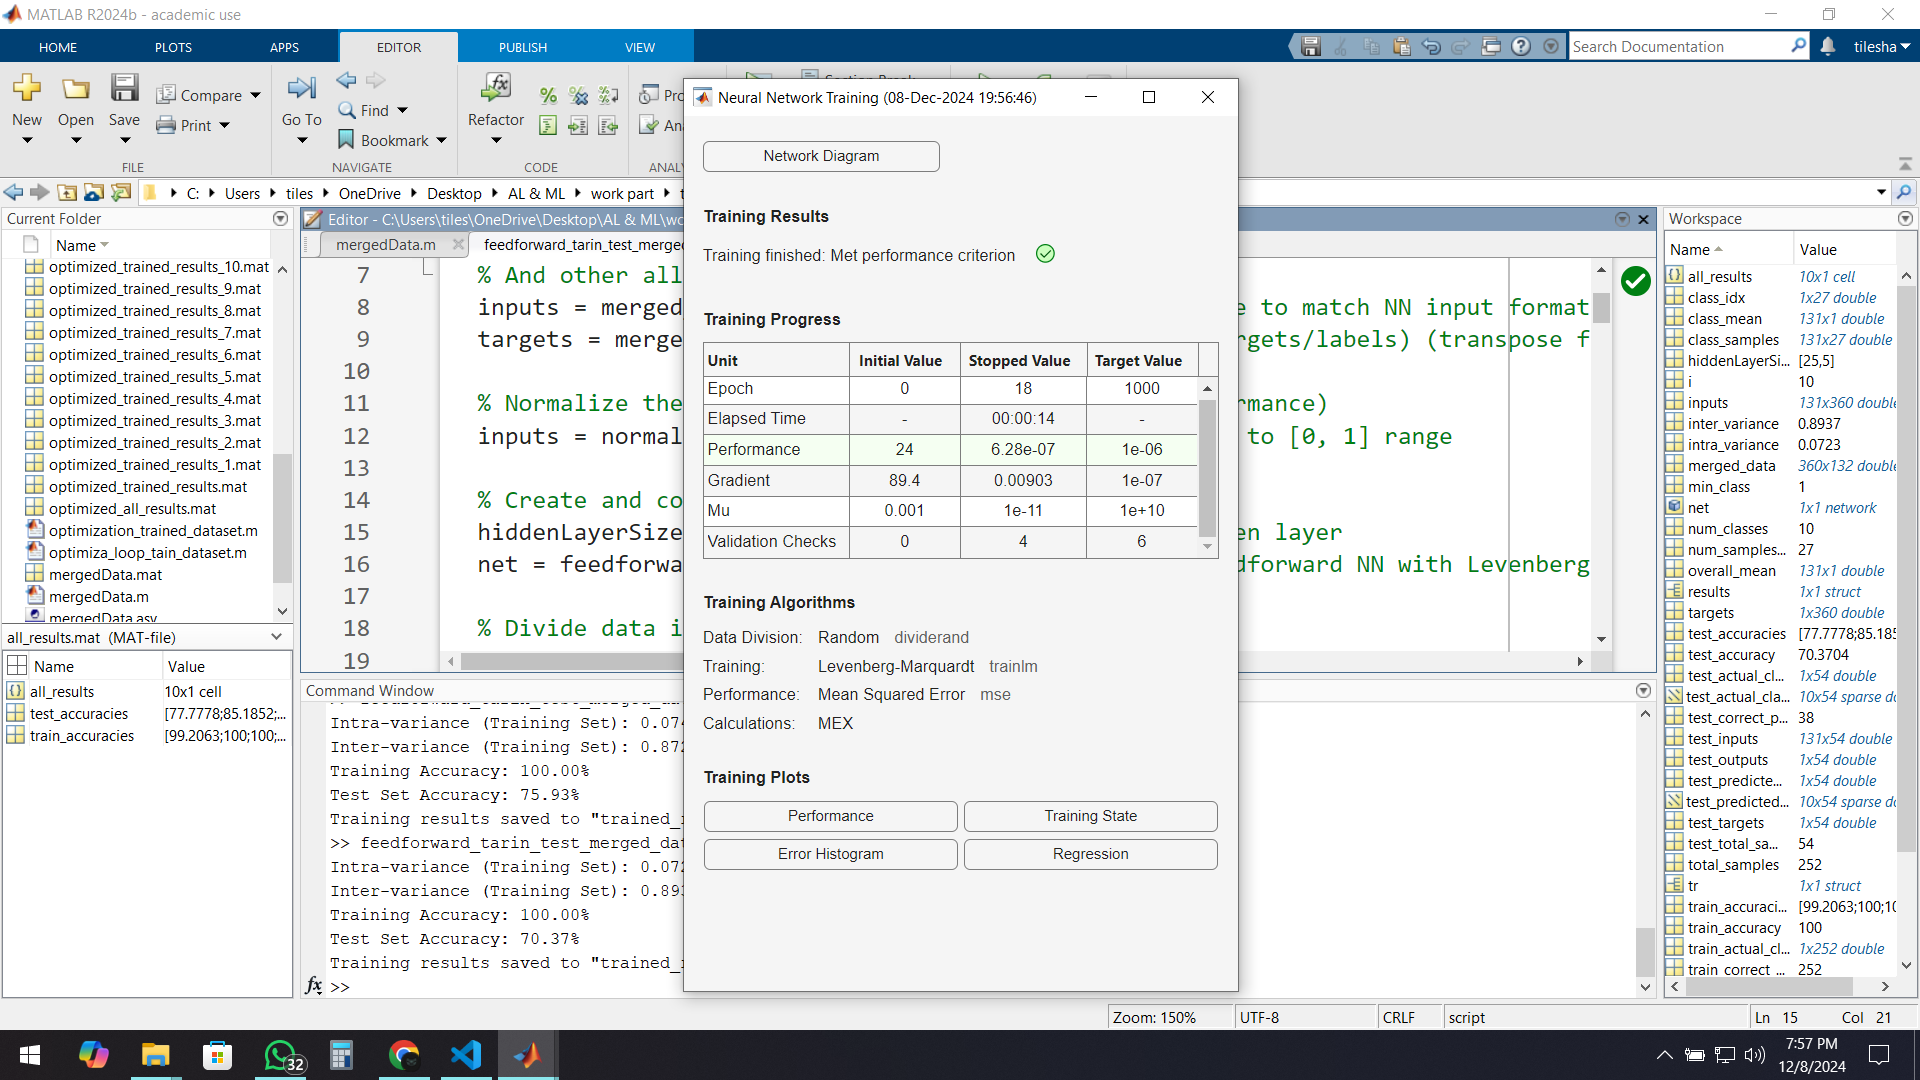 MATLAB R2024b - academic use
HOME PLOTS APPS EDITOR PUBLISH VIEW
Search Documentation
tilesha
New Open Save Compare Print Go To Find Bookmark Refactor
FILE NAVIGATE CODE
C: Users tiles OneDrive Desktop AL & ML work part
Current Folder
Name
optimized_trained_results_10.mat
optimized_trained_results_9.mat
optimized_trained_results_8.mat
optimized_trained_results_7.mat
optimized_trained_results_6.mat
optimized_trained_results_5.mat
optimized_trained_results_4.mat
optimized_trained_results_3.mat
optimized_trained_results_2.mat
optimized_trained_results_1.mat
optimized_trained_results.mat
optimized_all_results.mat
optimization_trained_dataset.m
optimiza_loop_tain_dataset.m
mergedData.mat
mergedData.m
mergedData.asv
all_results.mat (MAT-file)
Name Value
all_results 10x1 cell
test_accuracies [77.7778;85.1852;...
train_accuracies [99.2063;100;100;...
Editor - C:\Users\tiles\OneDrive\Desktop\AL & ML\wo
mergedData.m feedforward_tarin_test_merged
7 % And other all
8 inputs = merged e to match NN input format
9 targets = merge rgets/labels) (transpose f
10
11 % Normalize the rmance)
12 inputs = normal to [0, 1] range
13
14 % Create and co
15 hiddenLayerSize en layer
16 net = feedforwa dforward NN with Levenberg
17
18 % Divide data i
19
Command Window
Intra-variance (Training Set): 0.074
Inter-variance (Training Set): 0.872
Training Accuracy: 100.00%
Test Set Accuracy: 75.93%
Training results saved to "trained_
>> feedforward_tarin_test_merged_dat
Intra-variance (Training Set): 0.072
Inter-variance (Training Set): 0.893
Training Accuracy: 100.00%
Test Set Accuracy: 70.37%
Training results saved to "trained_
fx >>
Neural Network Training (08-Dec-2024 19:56:46)
Network Diagram
Training Results
Training finished: Met performance criterion
Training Progress
Unit Initial Value Stopped Value Target Value
Epoch 0 18 1000
Elapsed Time - 00:00:14 -
Performance 24 6.28e-07 1e-06
Gradient 89.4 0.00903 1e-07
Mu 0.001 1e-11 1e+10
Validation Checks 0 4 6
Training Algorithms
Data Division: Random dividerand
Training: Levenberg-Marquardt trainlm
Performance: Mean Squared Error mse
Calculations: MEX
Training Plots
Performance Training State
Error Histogram Regression
Workspace
Name Value
all_results 10x1 cell
class_idx 1x27 double
class_mean 131x1 double
class_samples 131x27 double
hiddenLayerSi... [25,5]
i 10
inputs 131x360 double
inter_variance 0.8937
intra_variance 0.0723
merged_data 360x132 double
min_class 1
net 1x1 network
num_classes 10
num_samples... 27
overall_mean 131x1 double
results 1x1 struct
targets 1x360 double
test_accuracies [77.7778;85.185
test_accuracy 70.3704
test_actual_cl... 1x54 double
test_actual_cla... 10x54 sparse do
test_correct_p... 38
test_inputs 131x54 double
test_outputs 1x54 double
test_predicte... 1x54 double
test_predicted... 10x54 sparse do
test_targets 1x54 double
test_total_sa... 54
total_samples 252
tr 1x1 struct
train_accuraci... [99.2063;100;10
train_accuracy 100
train_actual_cl... 1x252 double
train_correct_... 252
Zoom: 150% UTF-8 CRLF script Ln 15 Col 21
32
7:57 PM
12/8/2024